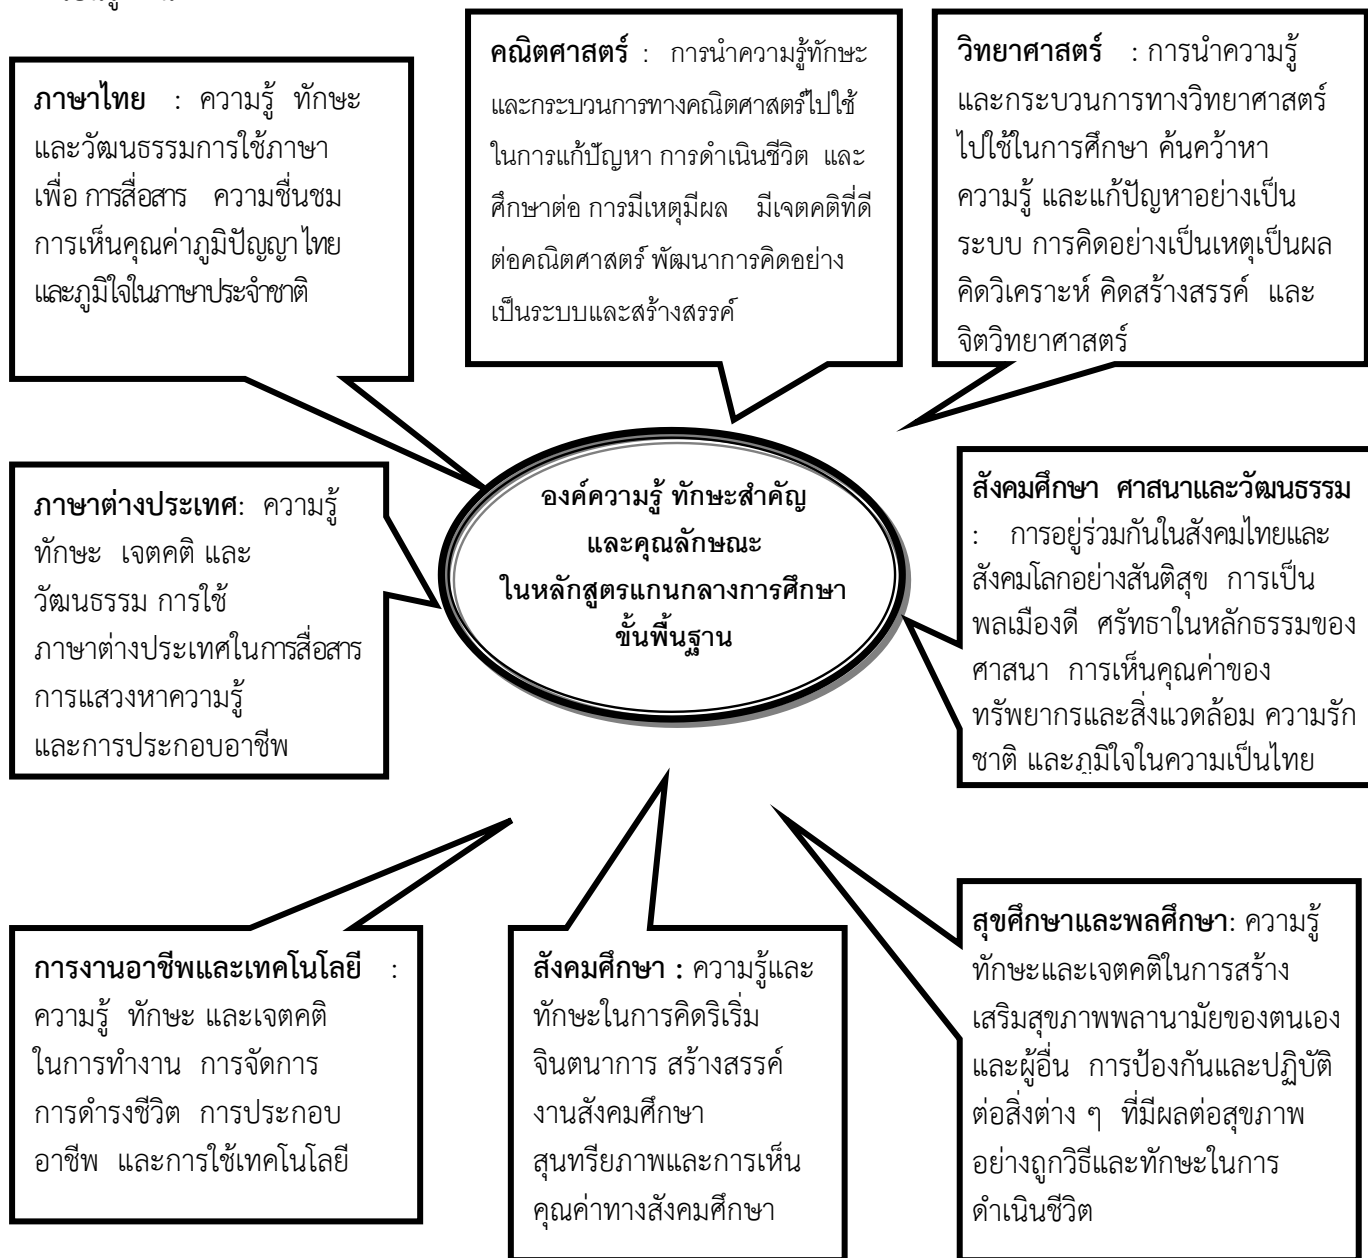 คณิตศาสตร์ : การนำความรู้ทักษะ
และกระบวนการทางคณิตศาสตร์ไปใช้
ในการแก้ปัญหา การดำเนินชีวิต และ
ศึกษาต่อ การมีเหตุมีผล มีเจตคติที่ดี
ต่อคณิตศาสตร์ พัฒนาการคิดอย่าง
เป็นระบบและสร้างสรรค์
วิทยาศาสตร์ : การนำความรู้
และกระบวนการทางวิทยาศาสตร์
ไปใช้ในการศึกษา ค้นคว้าหา
ความรู้ และแก้ปัญหาอย่างเป็น
ระบบ การคิดอย่างเป็นเหตุเป็นผล
คิดวิเคราะห์ คิดสร้างสรรค์ และ
จิตวิทยาศาสตร์
ภาษาไทย : ความรู้ ทักษะ
และวัฒนธรรมการใช้ภาษา
เพื่อ การสื่อสาร ความชื่นชม
การเห็นคุณค่าภูมิปัญญาไทย
และภูมิใจในภาษาประจำชาติ
องค์ความรู้ ทักษะสำคัญ
และคุณลักษณะ
ในหลักสูตรแกนกลางการศึกษา
ขั้นพื้นฐาน
ภาษาต่างประเทศ: ความรู้
ทักษะ เจตคติ และ
วัฒนธรรม การใช้
ภาษาต่างประเทศในการสื่อสาร
การแสวงหาความรู้
และการประกอบอาชีพ
สังคมศึกษา ศาสนาและวัฒนธรรม
: การอยู่ร่วมกันในสังคมไทยและ
สังคมโลกอย่างสันติสุข การเป็น
พลเมืองดี ศรัทธาในหลักธรรมของ
ศาสนา การเห็นคุณค่าของ
ทรัพยากรและสิ่งแวดล้อม ความรัก
ชาติ และภูมิใจในความเป็นไทย
การงานอาชีพและเทคโนโลยี :
ความรู้ ทักษะ และเจตคติ
ในการทำงาน การจัดการ
การดำรงชีวิต การประกอบ
อาชีพ และการใช้เทคโนโลยี
สังคมศึกษา : ความรู้และ
ทักษะในการคิดริเริ่ม
จินตนาการ สร้างสรรค์
งานสังคมศึกษา
สุนทรียภาพและการเห็น
คุณค่าทางสังคมศึกษา
สุขศึกษาและพลศึกษา: ความรู้
ทักษะและเจตคติในการสร้าง
เสริมสุขภาพพลานามัยของตนเอง
และผู้อื่น การป้องกันและปฏิบัติ
ต่อสิ่งต่าง ๆ ที่มีผลต่อสุขภาพ
อย่างถูกวิธีและทักษะในการ
ดำเนินชีวิต